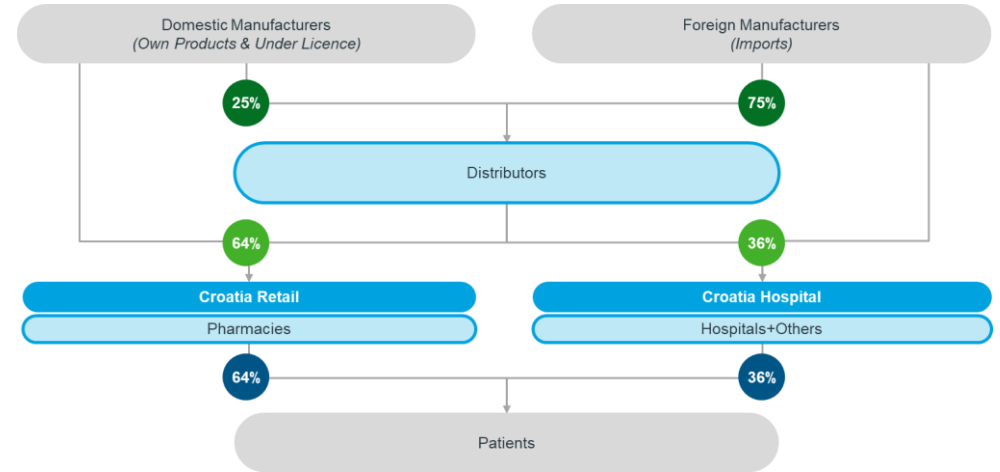 Domestic Manufacturers
(Own Products & Under Licence)
Foreign Manufacturers
(Imports)
25%
75%
Distributors
64%
36%
Croatia Retail
Croatia Hospital
Pharmacies
Hospitals+Others
64%
36%
Patients